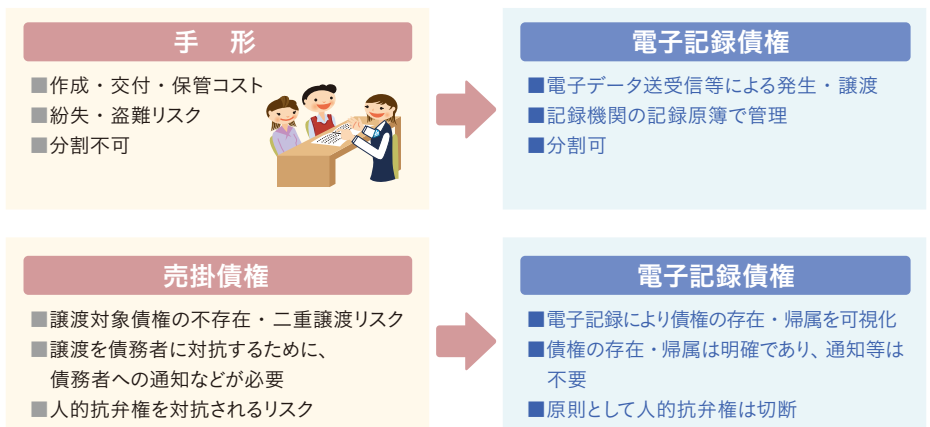 手 形
■作成・交付・保管コスト
■紛失・盗難リスク
■分割不可
電子記録債権
■電子データ送受信等による発生・譲渡
■記録機関の記録原簿で管理
■分割可
売掛債権
■譲渡対象債権の不存在・二重譲渡リスク
■譲渡を債務者に対抗するために、
債務者への通知などが必要
■人的抗弁権を対抗されるリスク
電子記録債権
■電子記録により債権の存在・帰属を可視化
■債権の存在・帰属は明確であり、通知等は
不要
■原則として人的抗弁権は切断